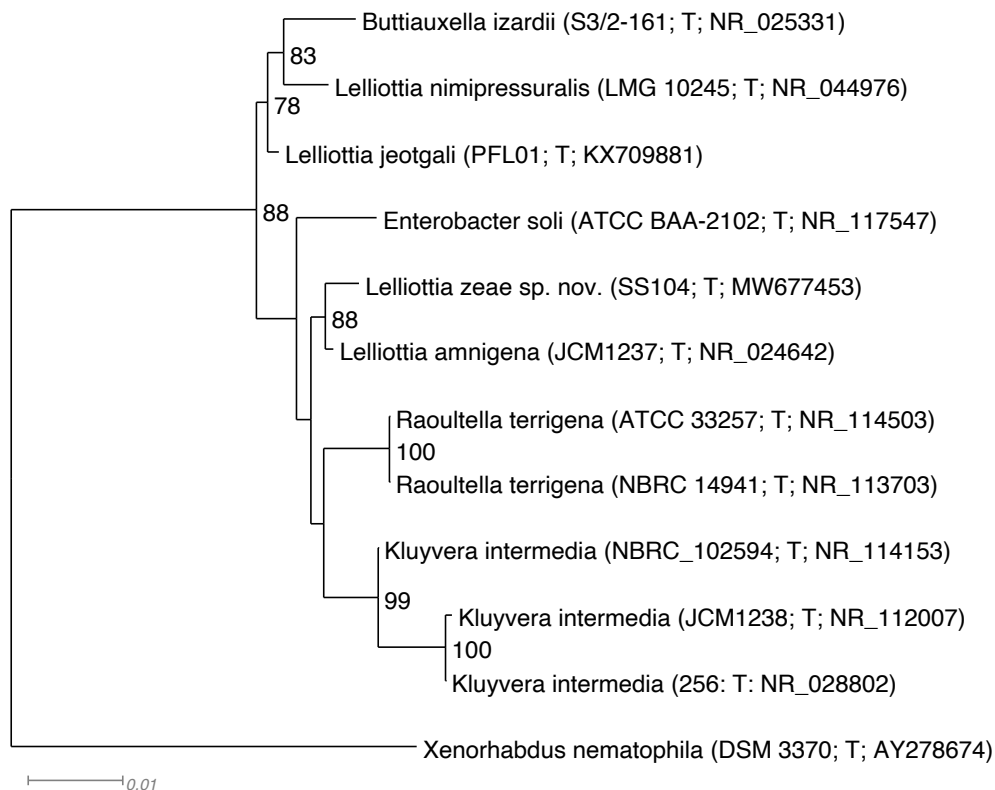 Buttiauxella izardii (S3/2-161; T; NR_025331)
83
Lelliottia nimipressuralis (LMG 10245; T; NR_044976)
78
Lelliottia jeotgali (PFL01; T; KX709881)
88
Enterobacter soli (ATCC BAA-2102; T; NR_117547)
Lelliottia zeae sp. nov. (SS104; T; MW677453)
88
Lelliottia amnigena (JCM1237; T; NR_024642)
Raoultella terrigena (ATCC 33257; T; NR_114503)
100
Raoultella terrigena (NBRC 14941; T; NR_113703)
Kluyvera intermedia (NBRC_102594; T; NR_114153)
99
Kluyvera intermedia (JCM1238; T; NR_112007)
100
Kluyvera intermedia (256: T: NR_028802)
Xenorhabdus nematophila (DSM 3370; T; AY278674)
0.01